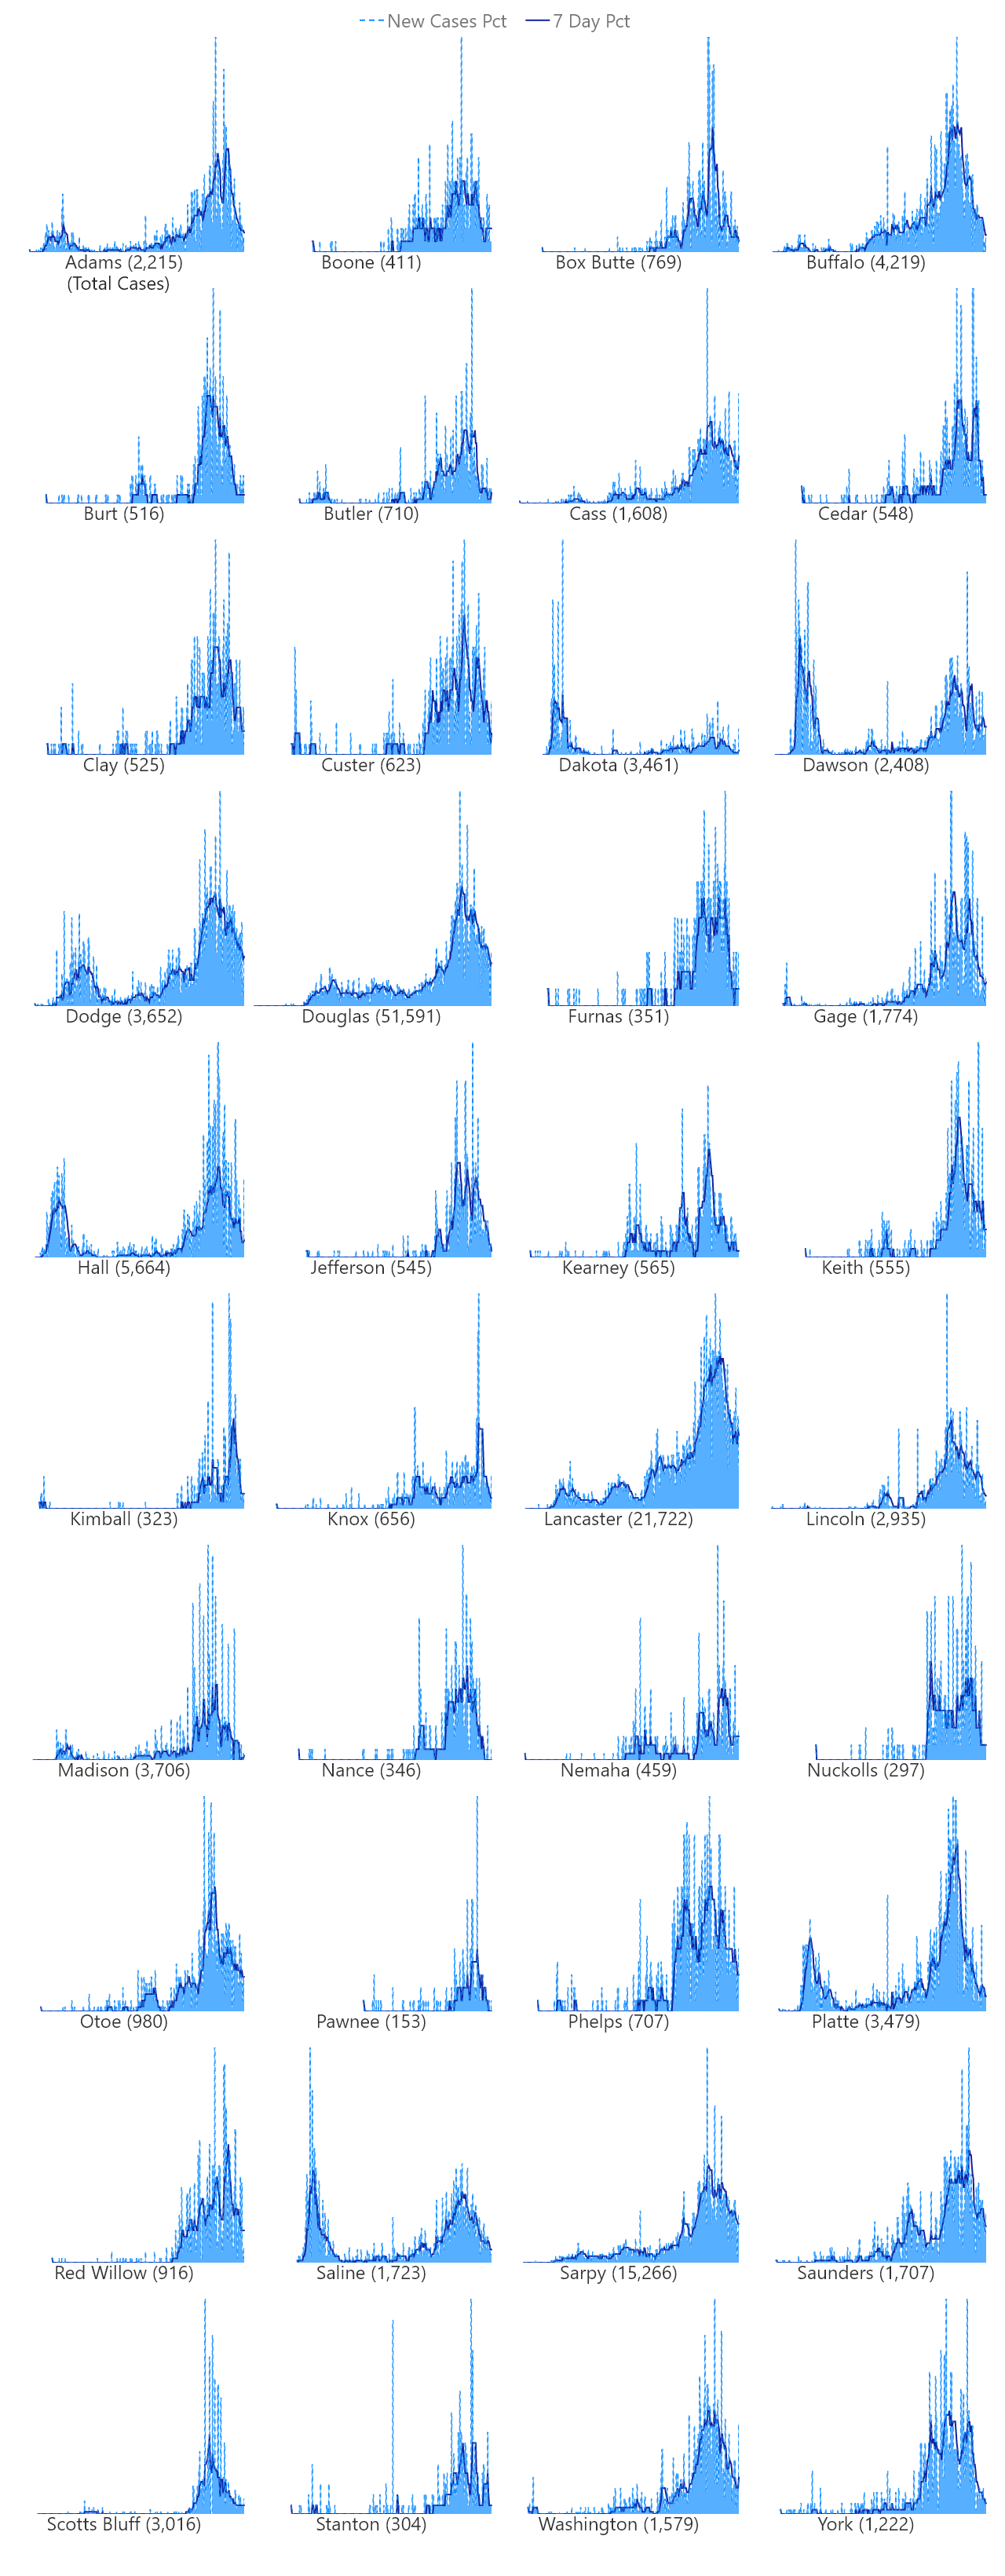 New Cases Pct 7 Day Pct
Adams (2,215) Boone (411) Box Butte (769) Buffalo (4,219)
(Total Cases)
Burt (516) Butler (710) Cass (1,608) Cedar (548)
Clay (525) Custer (623) Dakota (3,461) Dawson (2,408)
Dodge (3,652) Douglas (51,591) Furnas (351) Gage (1,774)
Hall (5,664) Jefferson (545) Kearney (565) Keith (555)
Kimball (323) Knox (656) Lancaster (21,722) Lincoln (2,935)
Madison (3,706) Nance (346) Nemaha (459) Nuckolls (297)
Otoe (980) Pawnee (153) Phelps (707) Platte (3,479)
Red Willow (916) Saline (1,723) Sarpy (15,266) Saunders (1,707)
Scotts Bluff (3,016) Stanton (304) Washington (1,579) York (1,222)